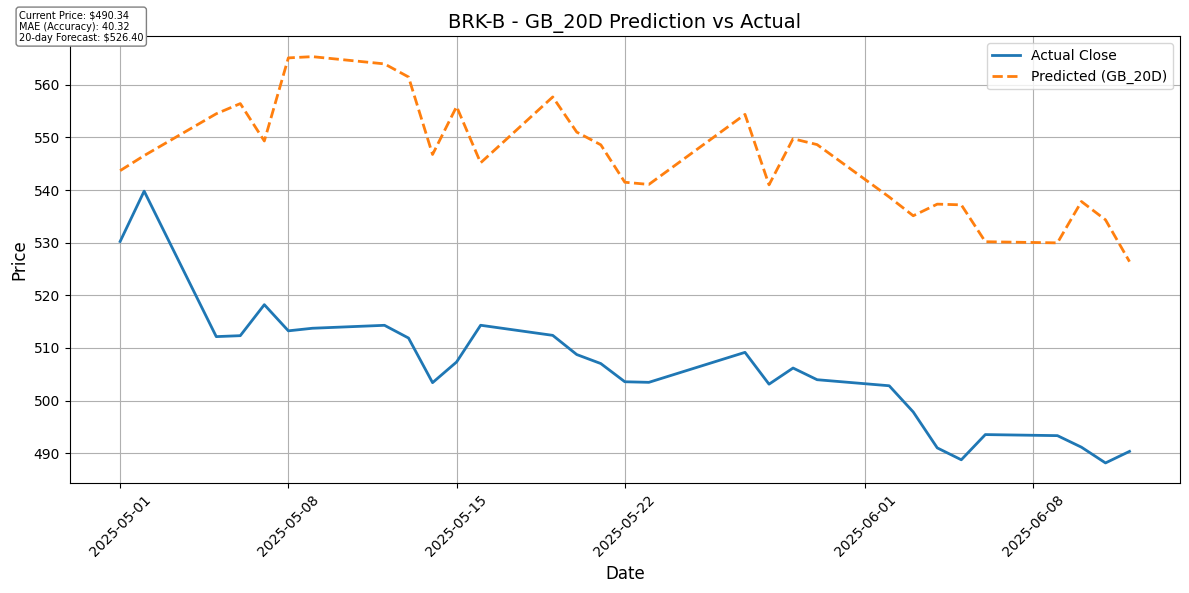 BRK-B - GB_20D Prediction vs Actual
Current Price: $490.34
MAE (Accuracy): 40.32
20-day Forecast: $526.40
Actual Close
Predicted (GB_20D)
Price
560
550
540
530
520
510
500
490
2025-05-01
2025-05-08
2025-05-15
2025-05-22
2025-06-01
2025-06-08
Date